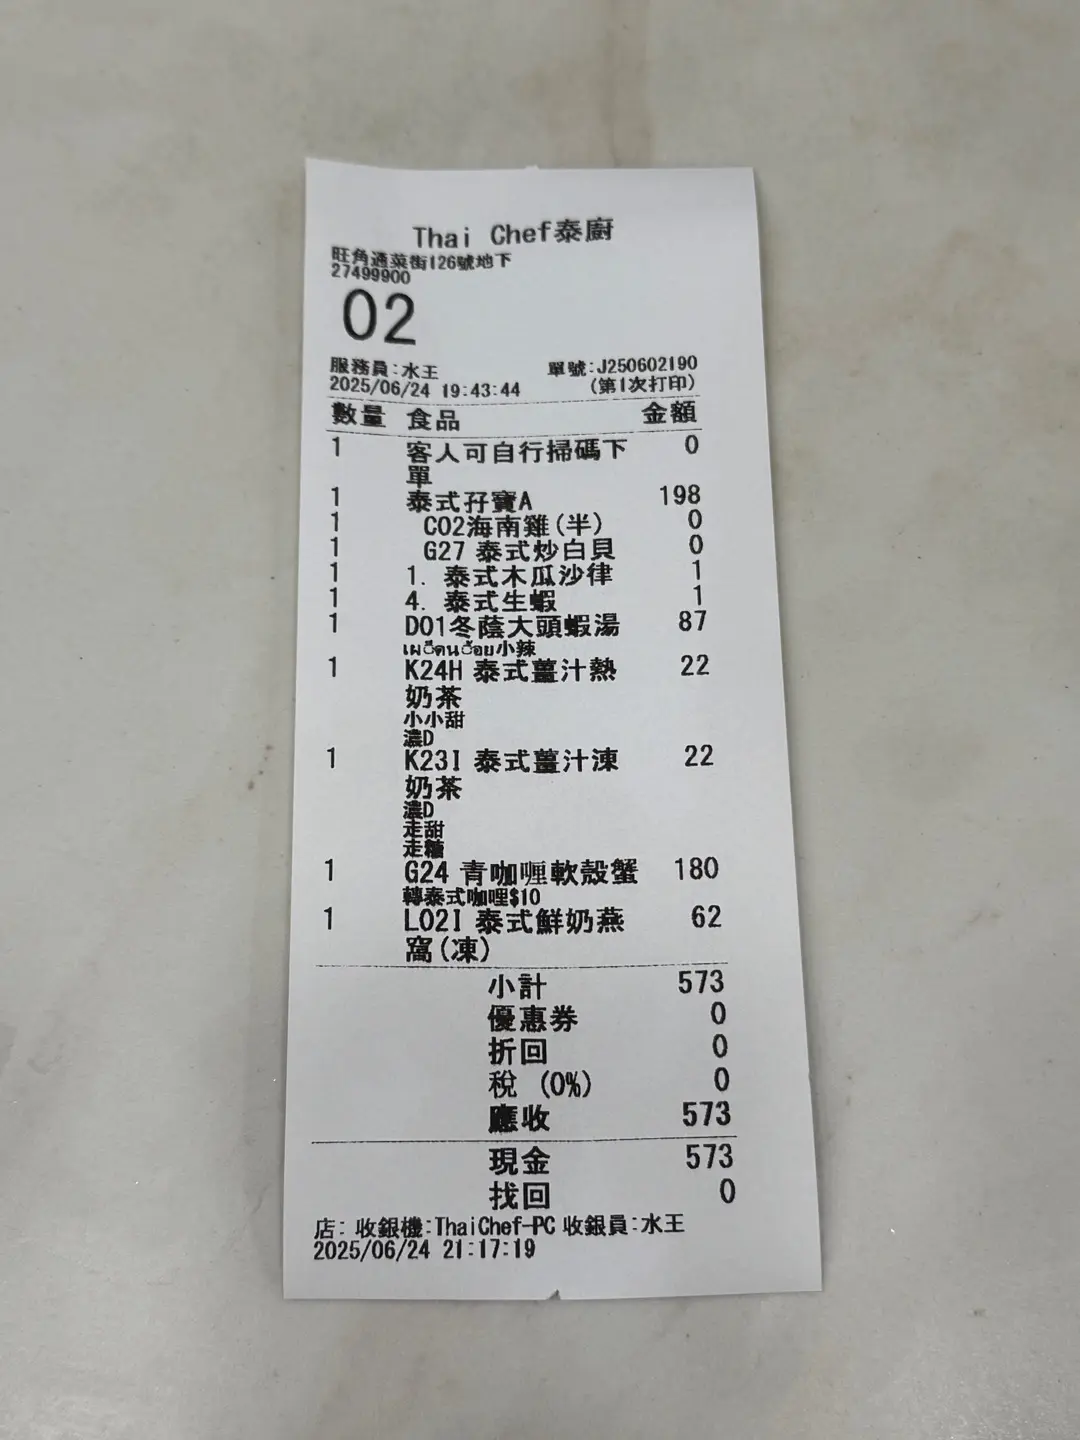 Thai Chef泰廚
旺角通菜街126號地下
27499900
02
服務員:水王 單號:J250602190
2025/06/24 19:43:44 (第1次打印)
數量 食品 金額
1 客人可自行掃碼下 0
單
1 泰式孖寶A 198
1 C02海南雞(半) 0
1 G27 泰式炒白貝 0
1 1. 泰式木瓜沙律 1
1 4. 泰式生蝦 1
1 D01冬蔭大頭蝦湯 87
小辣
1 K24H 泰式薑汁熱 22
奶茶
小小甜
濃D
1 K23I 泰式薑汁凍 22
奶茶
濃D
走甜
走糖
1 G24 青咖喱軟殼蟹 180
轉泰式咖哩$10
1 L02I 泰式鮮奶燕 62
窩(凍)
小計 573
優惠券 0
折回 0
稅 (0%) 0
應收 573
現金 573
找回 0
店: 收銀機:ThaiChef-PC 收銀員:水王
2025/06/24 21:17:19